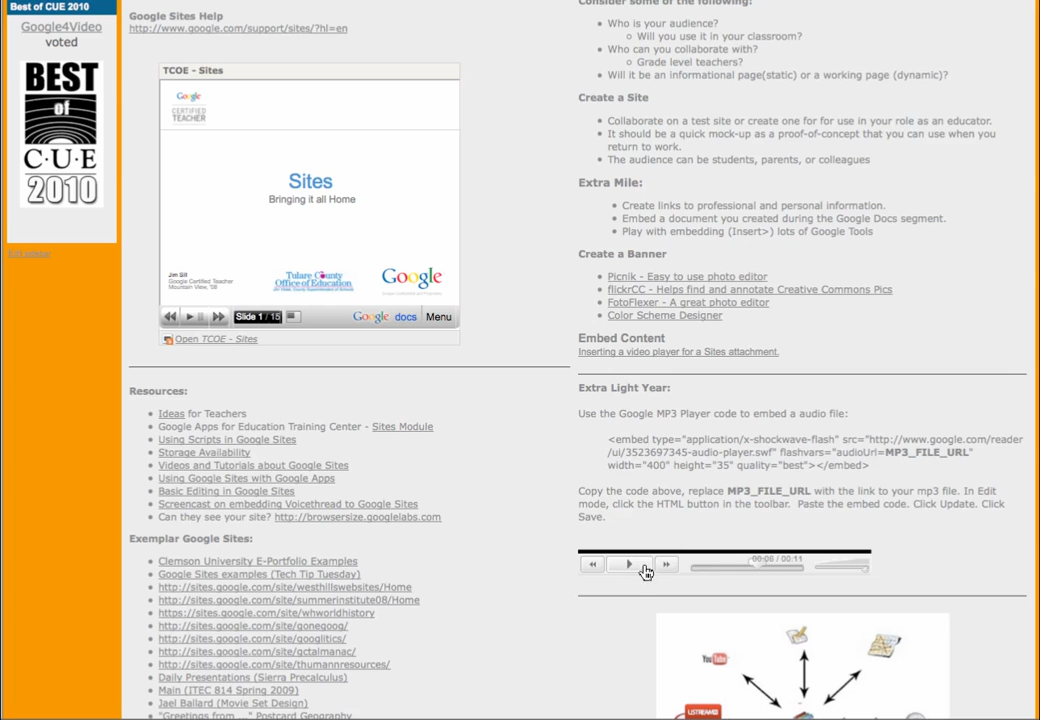 Best of CUE 2010
Google4Video
voted
BEST
of
C·U·E
2010
Edit sidebar
Google Sites Help
http://www.google.com/support/sites/?hl=en
TCOE - Sites
Google
CERTIFIED
TEACHER
Sites
Bringing it all Home
Jim Sill
Google Certified Teacher
Mountain View, '08
Tulare County
Office of Education
Google
Slide 1 / 15
Google docs
Menu
Open TCOE - Sites
Resources:
Ideas for Teachers
Google Apps for Education Training Center - Sites Module
Using Scripts in Google Sites
Storage Availability
Videos and Tutorials about Google Sites
Using Google Sites with Google Apps
Basic Editing in Google Sites
Screencast on embedding Voicethread to Google Sites
Can they see your site? http://browsersize.googlelabs.com
Exemplar Google Sites:
Clemson University E-Portfolio Examples
Google Sites examples (Tech Tip Tuesday)
http://sites.google.com/site/westhillswebsites/Home
http://sites.google.com/site/summerinstitute08/Home
https://sites.google.com/site/whworldhistory
http://sites.google.com/site/gonegoog/
http://sites.google.com/site/googlitics/
http://sites.google.com/site/gctalmanac/
http://sites.google.com/site/thumannresources/
Daily Presentations (Sierra Precalculus)
Main (ITEC 814 Spring 2009)
Jael Ballard (Movie Set Design)
"Greetings from ..." Postcard Geography
Consider some of the following:
Who is your audience?
Will you use it in your classroom?
Who can you collaborate with?
Grade level teachers?
Will it be an informational page(static) or a working page (dynamic)?
Create a Site
Collaborate on a test site or create one for for use in your role as an educator.
It should be a quick mock-up as a proof-of-concept that you can use when you
return to work.
The audience can be students, parents, or colleagues
Extra Mile:
Create links to professional and personal information.
Embed a document you created during the Google Docs segment.
Play with embedding (Insert>) lots of Google Tools
Create a Banner
Picnik - Easy to use photo editor
flickrCC - Helps find and annotate Creative Commons Pics
FotoFlexer - A great photo editor
Color Scheme Designer
Embed Content
Inserting a video player for a Sites attachment.
Extra Light Year:
Use the Google MP3 Player code to embed a audio file:
<embed type="application/x-shockwave-flash" src="http://www.google.com/reader
/ui/3523697345-audio-player.swf" flashvars="audioUrl=MP3_FILE_URL"
width="400" height="35" quality="best"></embed>
Copy the code above, replace MP3_FILE_URL with the link to your mp3 file. In Edit
mode, click the HTML button in the toolbar.  Paste the embed code. Click Update. Click
Save.
00:08 / 00:11
YouTube
USTREAM